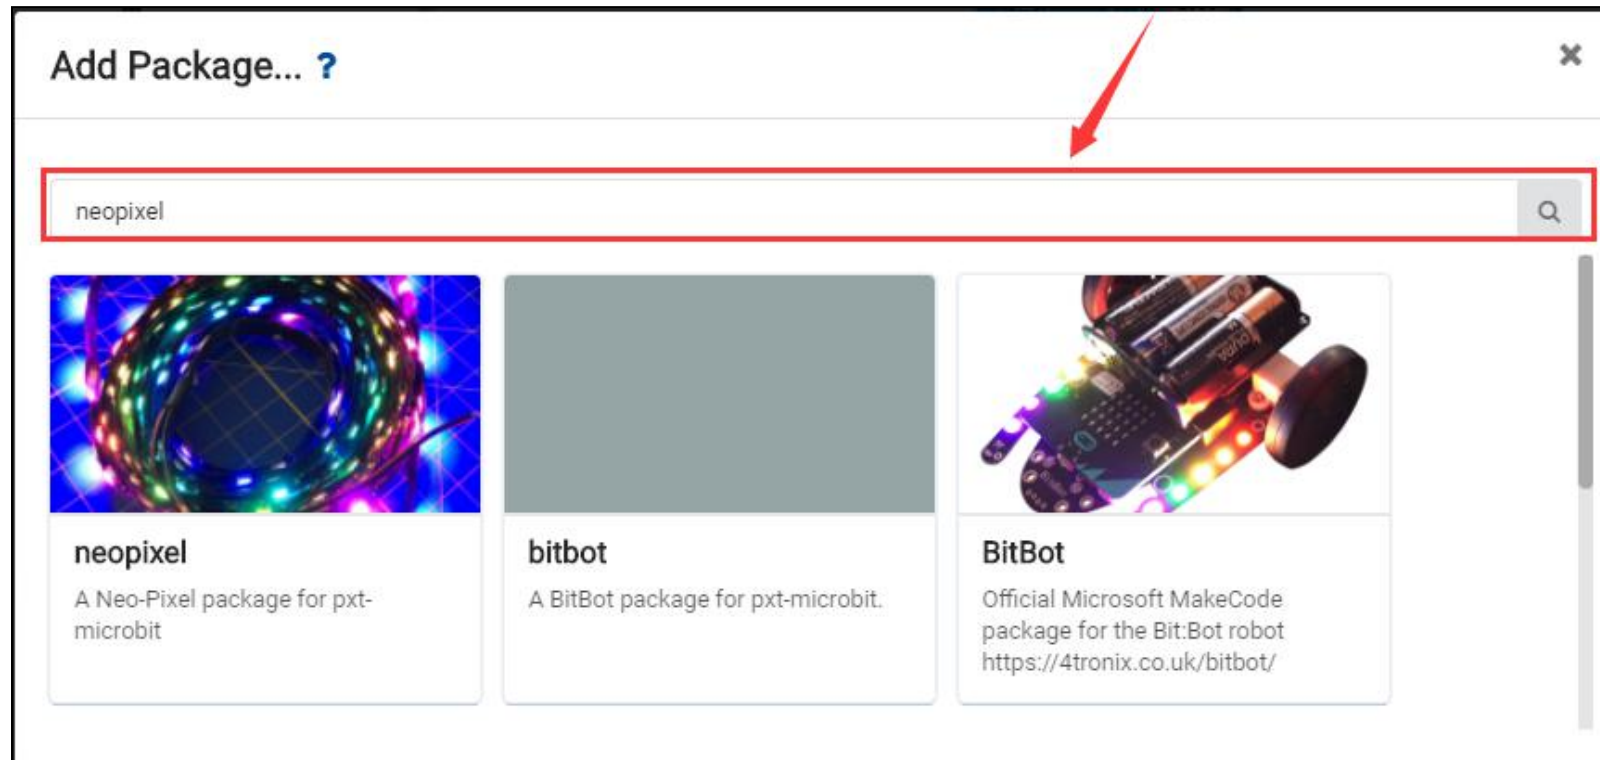 Add Package... ?
neopixel
neopixel
A Neo-Pixel package for pxt-
microbit
bitbot
A BitBot package for pxt-microbit.
BitBot
Official Microsoft MakeCode
package for the Bit:Bot robot
https://4tronix.co.uk/bitbot/